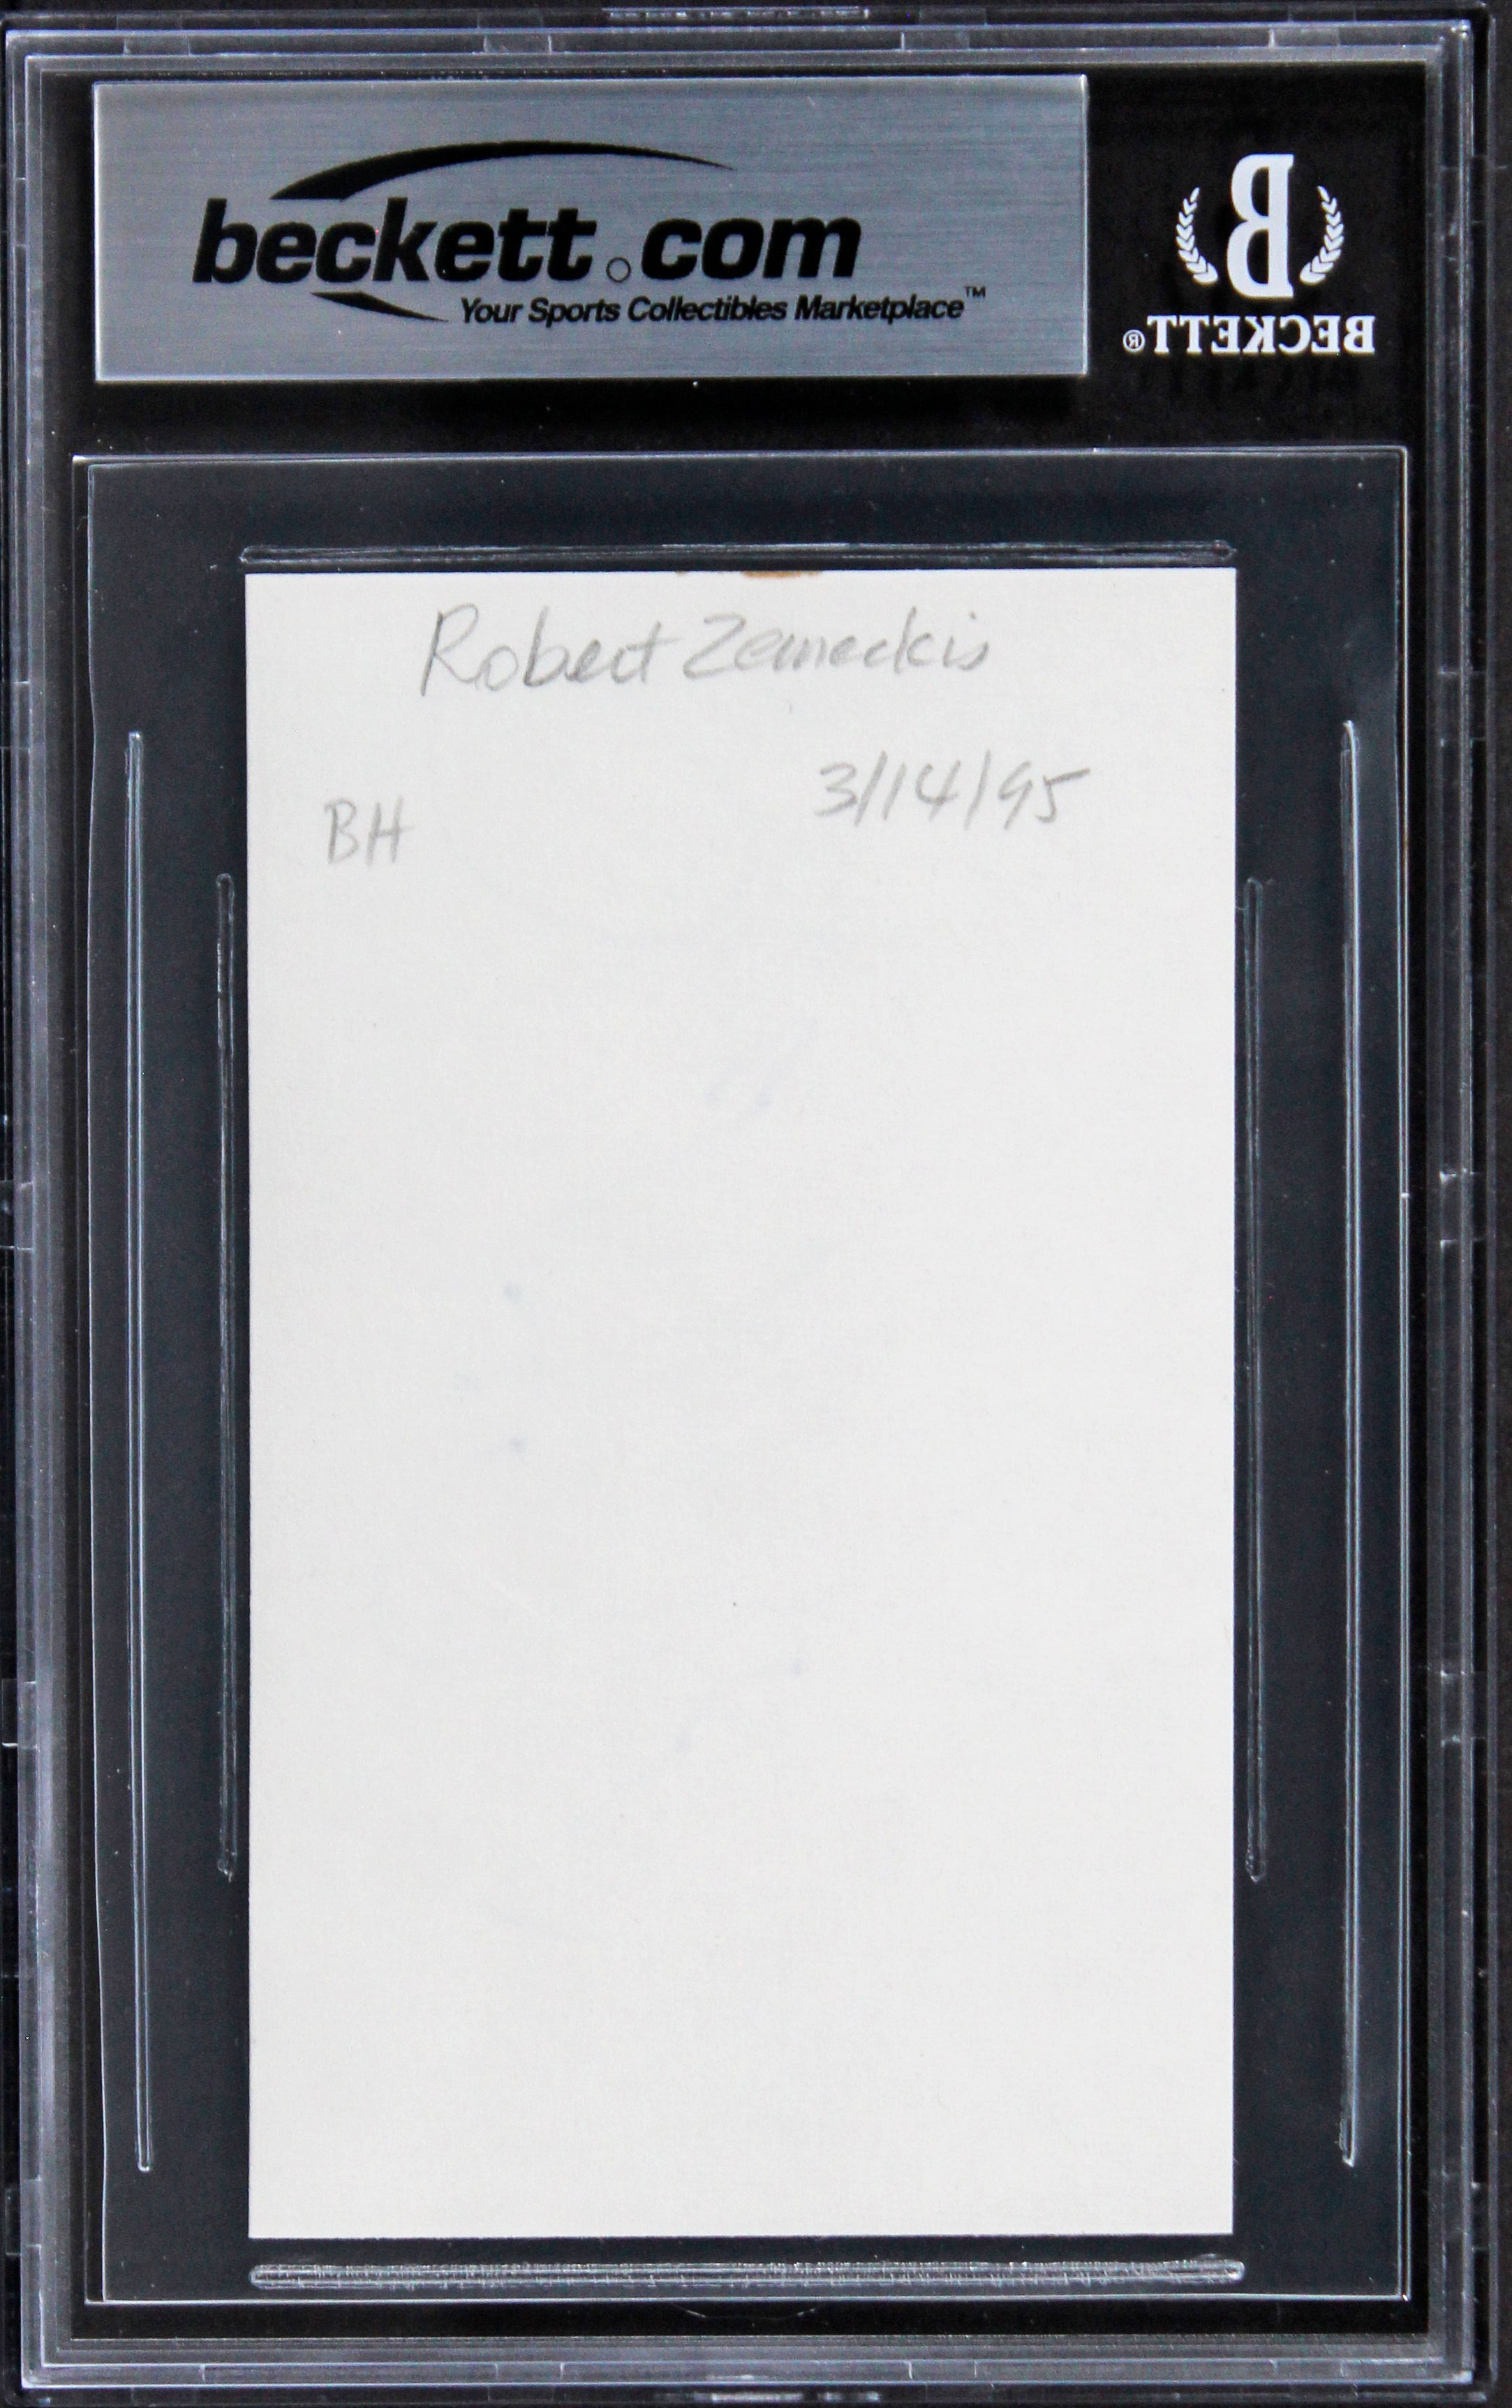 beckett.com
Your Sports Collectibles Marketplace™
BECKETT®
Robert Zemeckis
3/14/95
BH